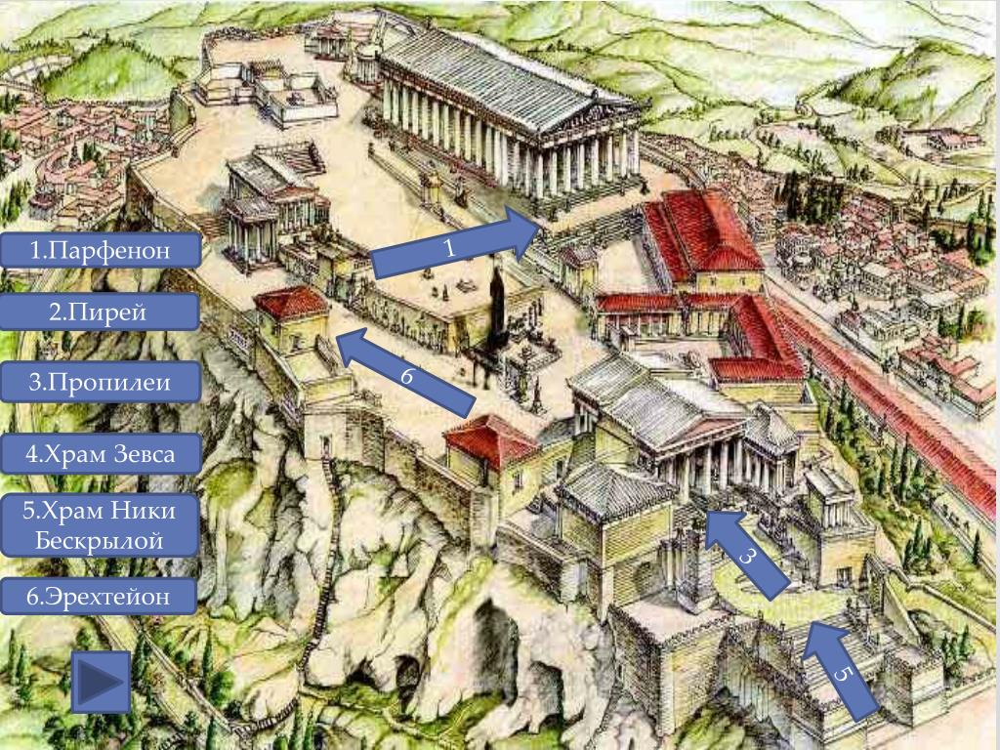 1.Парфенон
2.Пирей
3.Пропилеи
4.Храм Зевса
5.Храм Ники
Бескрылой
6.Эрехтейон
1
6
3
5